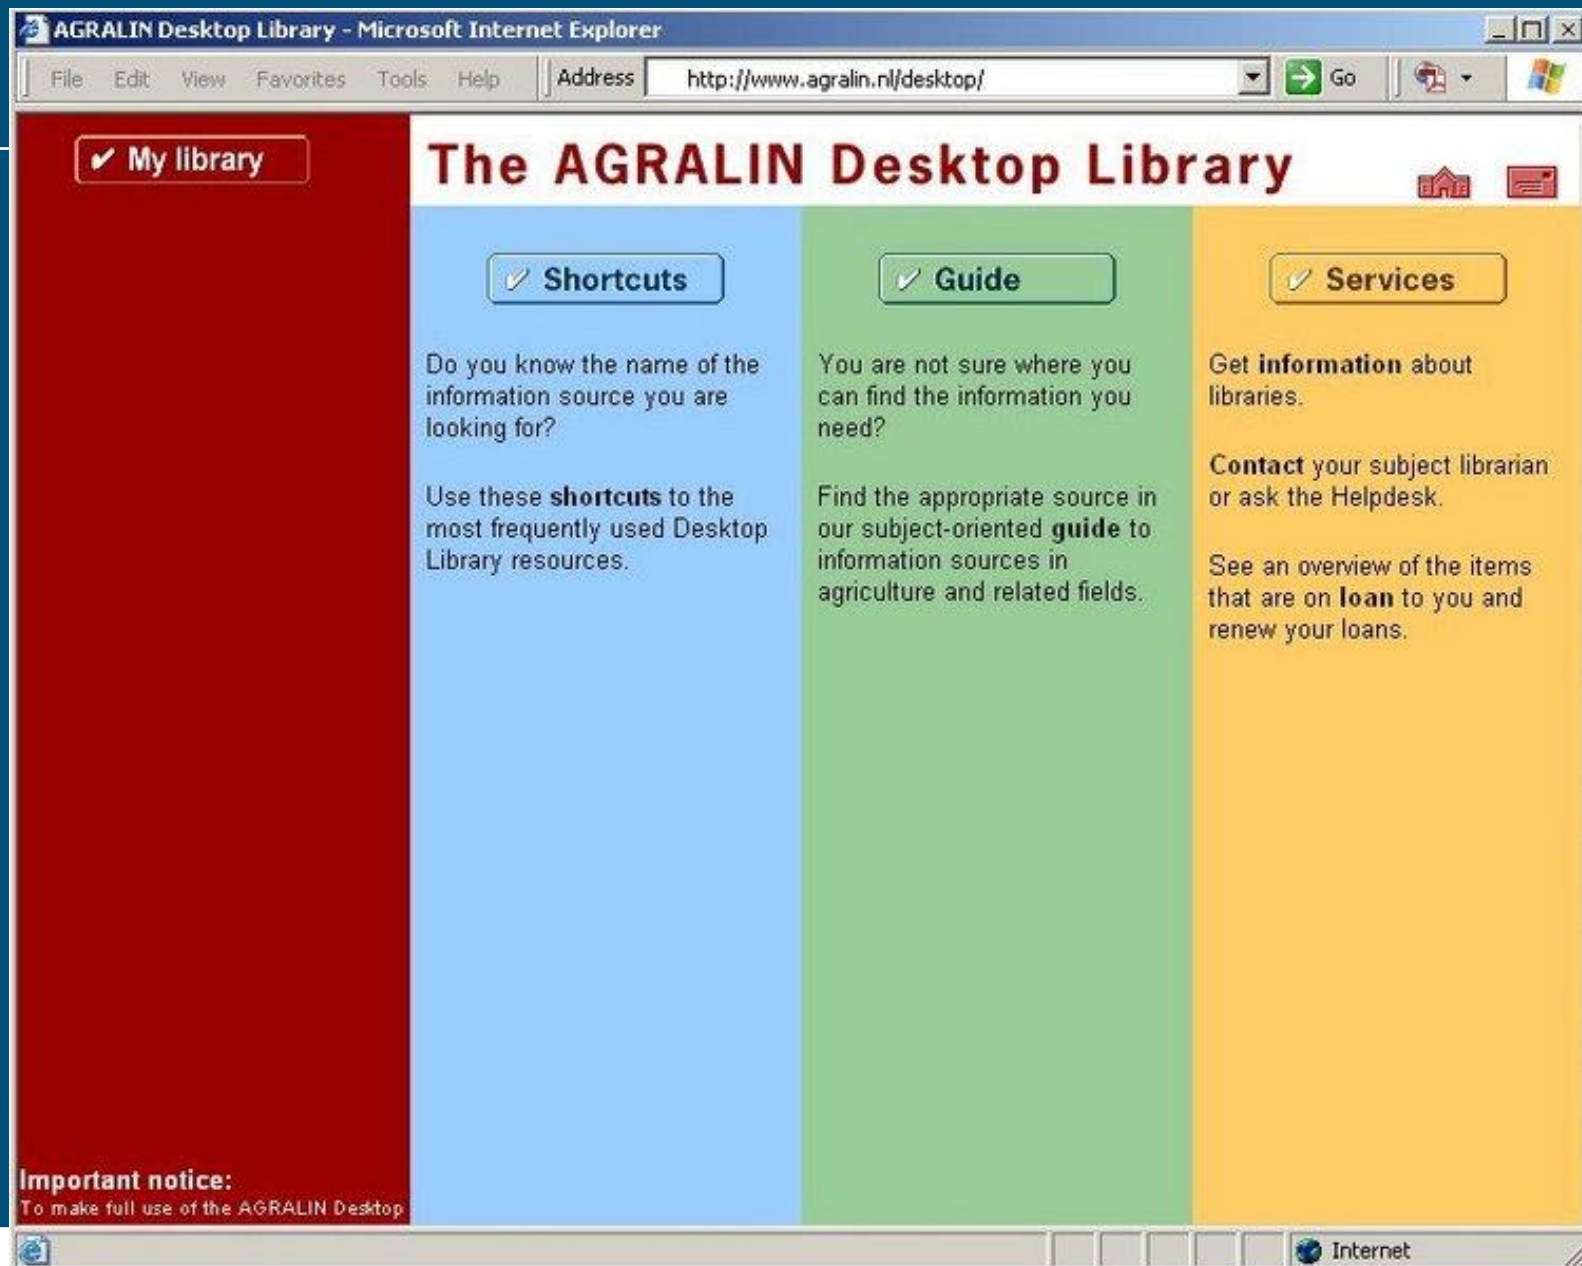 AGRALIN Desktop Library - Microsoft Internet Explorer
File Edit View Favorites Tools Help Address http://www.agralin.nl/desktop/ Go
My library
The AGRALIN Desktop Library
Shortcuts
Do you know the name of the
information source you are
looking for?
Use these shortcuts to the
most frequently used Desktop
Library resources.
Guide
You are not sure where you
can find the information you
need?
Find the appropriate source in
our subject-oriented guide to
information sources in
agriculture and related fields.
Services
Get information about
libraries.
Contact your subject librarian
or ask the Helpdesk.
See an overview of the items
that are on loan to you and
renew your loans.
Important notice:
To make full use of the AGRALIN Desktop
Internet